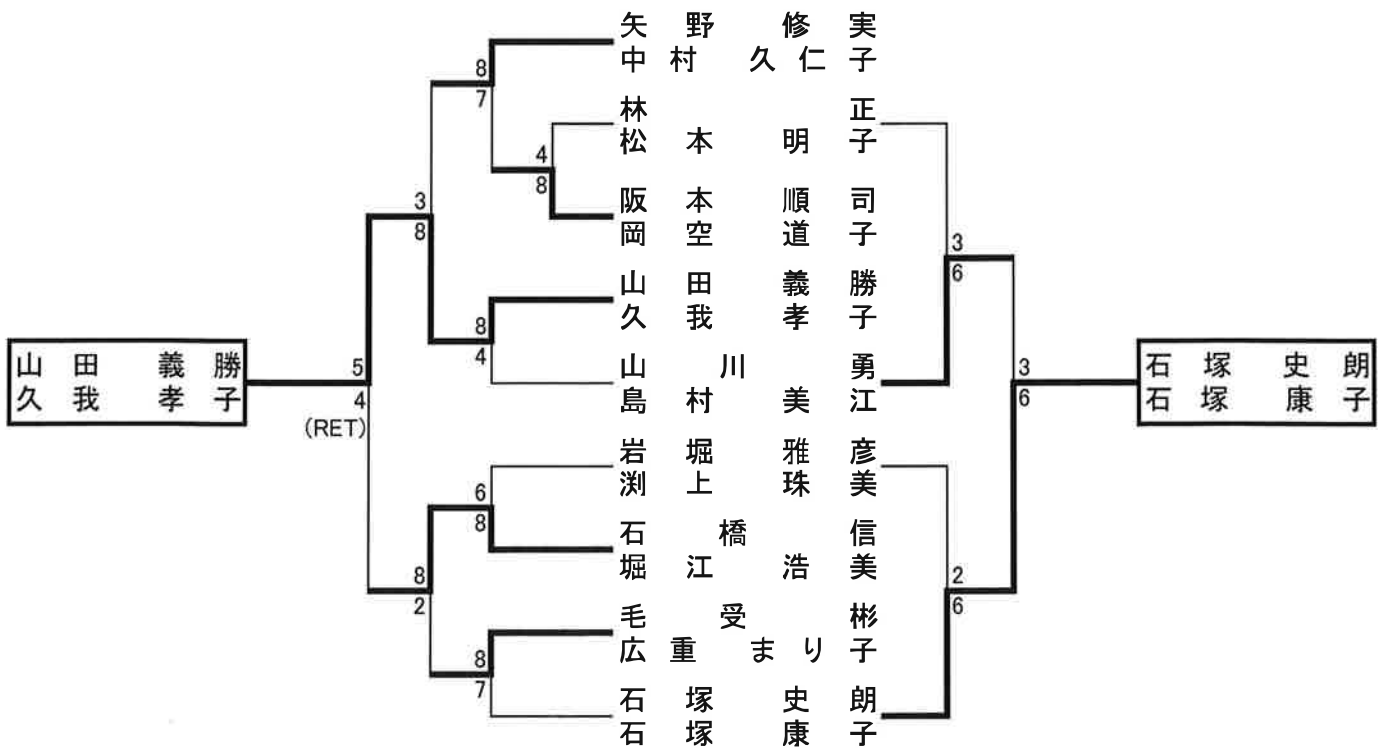 矢野 修実
中村 久仁子
林 正
松本 明子
阪本 順司
岡空 道子
山田 義勝
久我 孝子
山川 勇
島村 美江
岩堀 雅彦
渕上 珠美
石橋 信
堀江 浩美
毛受 彬
広重 まり子
石塚 史朗
石塚 康子
8
7
4
8
3
8
8
4
5
4
(RET)
6
8
8
2
8
7
山田 義勝
久我 孝子
3
6
3
6
2
6
石塚 史朗
石塚 康子